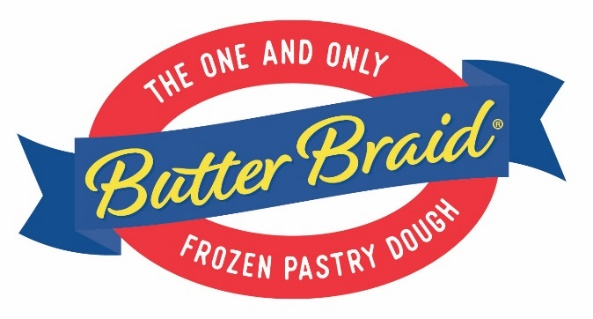 THE ONE AND ONLY
Butter Braid®
FROZEN PASTRY DOUGH